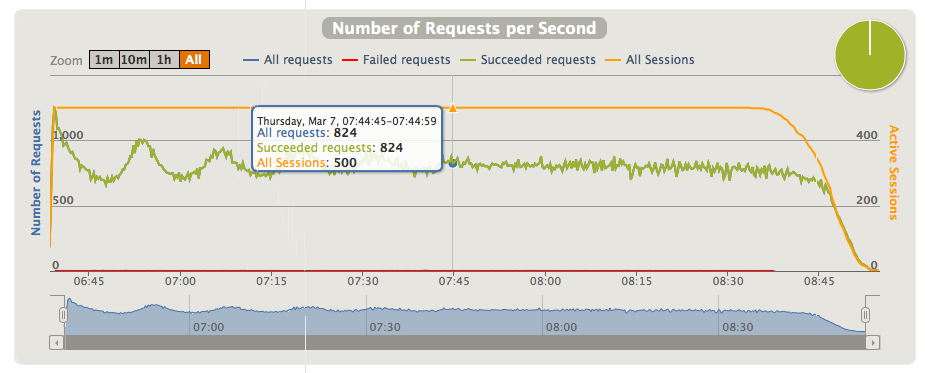 Number of Requests per Second
Zoom 1m 10m 1h All
All requests Failed requests Succeeded requests All Sessions
Number of Requests
1000
500
0
Thursday, Mar 7, 07:44:45-07:44:59
All requests: 824
Succeeded requests: 824
All Sessions: 500
400
200
0
Active Sessions
06:45 07:00 07:15 07:30 07:45 08:00 08:15 08:30 08:45
07:00 07:30 08:00 08:30